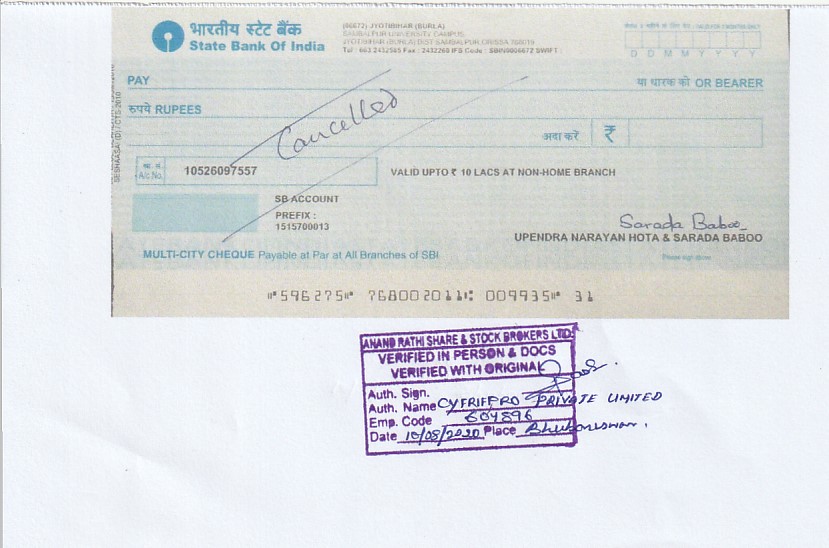 भारतीय स्टेट बैंक
State Bank Of India
(06672) JYOTIBIHAR (BURLA)
SAMBALPUR UNIVERSITY CAMPUS,
JYOTIBIHAR (BURLA) DIST SAMBALPUR, ORISSA 768019
Tel : 663 2432565 Fax : 2432260 IFS Code : SBIN0006672 SWIFT :
D D M M Y Y Y Y
PAY
या धारक को OR BEARER
रुपये RUPEES
Cancelled
अदा करें ₹
खा. सं.
A/c No.
10526097557
VALID UPTO ₹ 10 LACS AT NON-HOME BRANCH
SB ACCOUNT
PREFIX :
1515700013
Sarada Baboo
UPENDRA NARAYAN HOTA & SARADA BABOO
Please sign above
MULTI-CITY CHEQUE Payable at Par at All Branches of SBI
⑈596275⑈ 768002011⑆ 009935⑈ 31
ANAND RATHI SHARE & STOCK BROKERS LTD.
VERIFIED IN PERSON & DOCS
VERIFIED WITH ORIGINAL
Auth. Sign.
Auth. Name CYFRIFPRO PRIVATE LIMITED
Emp. Code 604896
Date 10/08/2020 Place Bhubaneswar.